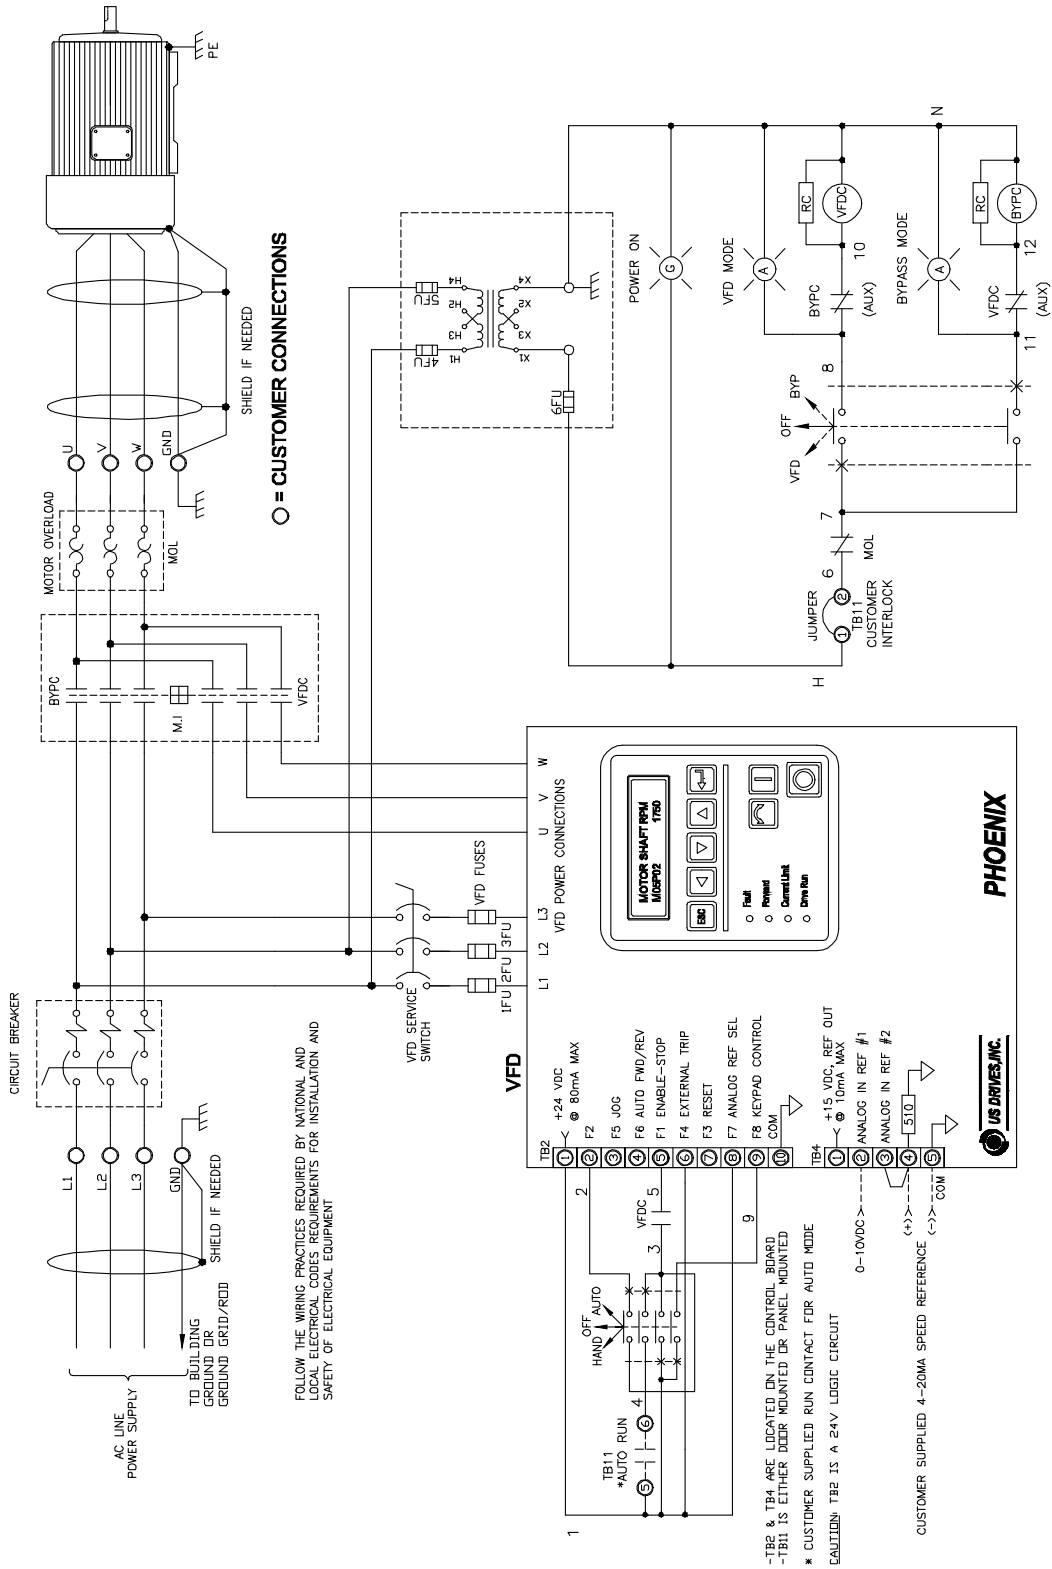 AC LINE
POWER SUPPLY
TO BUILDING
GROUND OR
GROUND GRID/ROD
SHIELD IF NEEDED
L1
L2
L3
GND
CIRCUIT BREAKER
BYPC
M.I
VFDC
MOTOR OVERLOAD
MOL
U
V
W
GND
SHIELD IF NEEDED
PE
= CUSTOMER CONNECTIONS
FOLLOW THE WIRING PRACTICES REQUIRED BY NATIONAL AND
LOCAL ELECTRICAL CODES REQUIREMENTS FOR INSTALLATION AND
SAFETY OF ELECTRICAL EQUIPMENT
VFD SERVICE
SWITCH
1FU 2FU 3FU
VFD FUSES
4FU
5FU
H1
H3
H2
H4
X1
X3
X2
X4
6FU
VFD
L1
L2
L3
VFD POWER CONNECTIONS
U
V
W
TB2
1
+24 VDC
@ 80mA MAX
2
F2
3
F5 JOG
4
F6 AUTO FWD/REV
5
F1 ENABLE-STOP
6
F4 EXTERNAL TRIP
7
F3 RESET
8
F7 ANALOG REF SEL
9
F8 KEYPAD CONTROL
10
COM
TB4
1
+15 VDC, REF OUT
@ 10mA MAX
2
ANALOG IN REF #1
3
ANALOG IN REF #2
4
510
5
COM
MOTOR SHAFT RPM
M05P02 1750
ESC
Fault
Forward
Current Limit
Drive Run
US DRIVES, INC.
PHOENIX
1
2
TB11
*AUTO RUN
5
6
4
HAND
OFF
AUTO
3
VFDC
5
9
0-10VDC
(+)
(-)
CUSTOMER SUPPLIED 4-20MA SPEED REFERENCE
-TB2 & TB4 ARE LOCATED ON THE CONTROL BOARD
-TB11 IS EITHER DOOR MOUNTED OR PANEL MOUNTED
* CUSTOMER SUPPLIED RUN CONTACT FOR AUTO MODE
CAUTION: TB2 IS A 24V LOGIC CIRCUIT
H
N
POWER ON
G
VFD MODE
A
JUMPER
1
2
TB11
CUSTOMER
INTERLOCK
6
MOL
7
VFD
OFF
BYP
8
BYPC
(AUX)
10
RC
VFDC
BYPASS MODE
A
11
VFDC
(AUX)
12
RC
BYPC